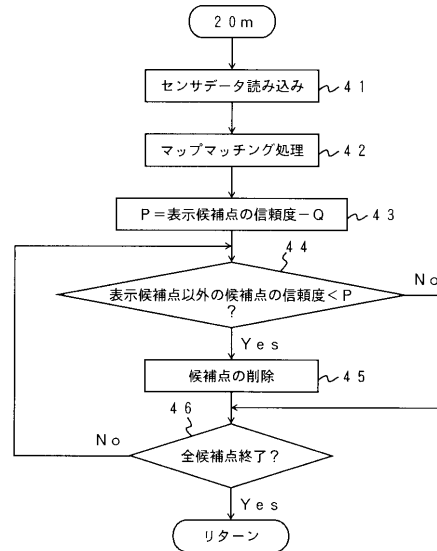 ２０ｍ
センサデータ読み込み ４１
マップマッチング処理 ４２
Ｐ＝表示候補点の信頼度－Ｑ ４３
４４
表示候補点以外の候補点の信頼度＜Ｐ
？
Ｎｏ
Ｙｅｓ
候補点の削除 ４５
４６
Ｎｏ
全候補点終了？
Ｙｅｓ
リターン